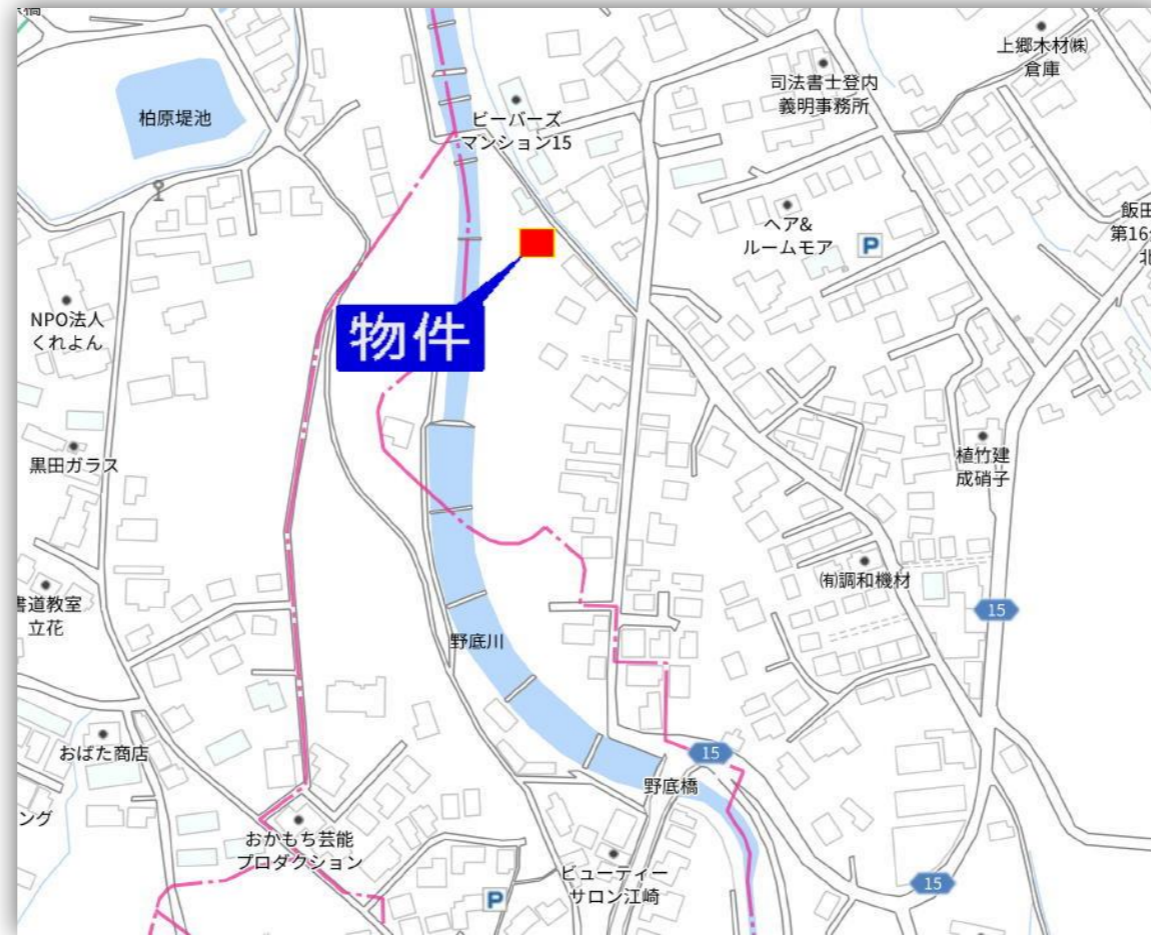 柏原堤池
ビーバーズ
マンション15
司法書士登内
義明事務所
上郷木材㈱
倉庫
ヘア&
ルームモア
P
飯田
第16
北
NPO法人
くれよん
物件
黒田ガラス
植竹建
成硝子
㈲調和機材
15
書道教室
立花
野底川
おばた商店
15
野底橋
ング
おかもち芸能
プロダクション
ビューティー
サロン江崎
P
15